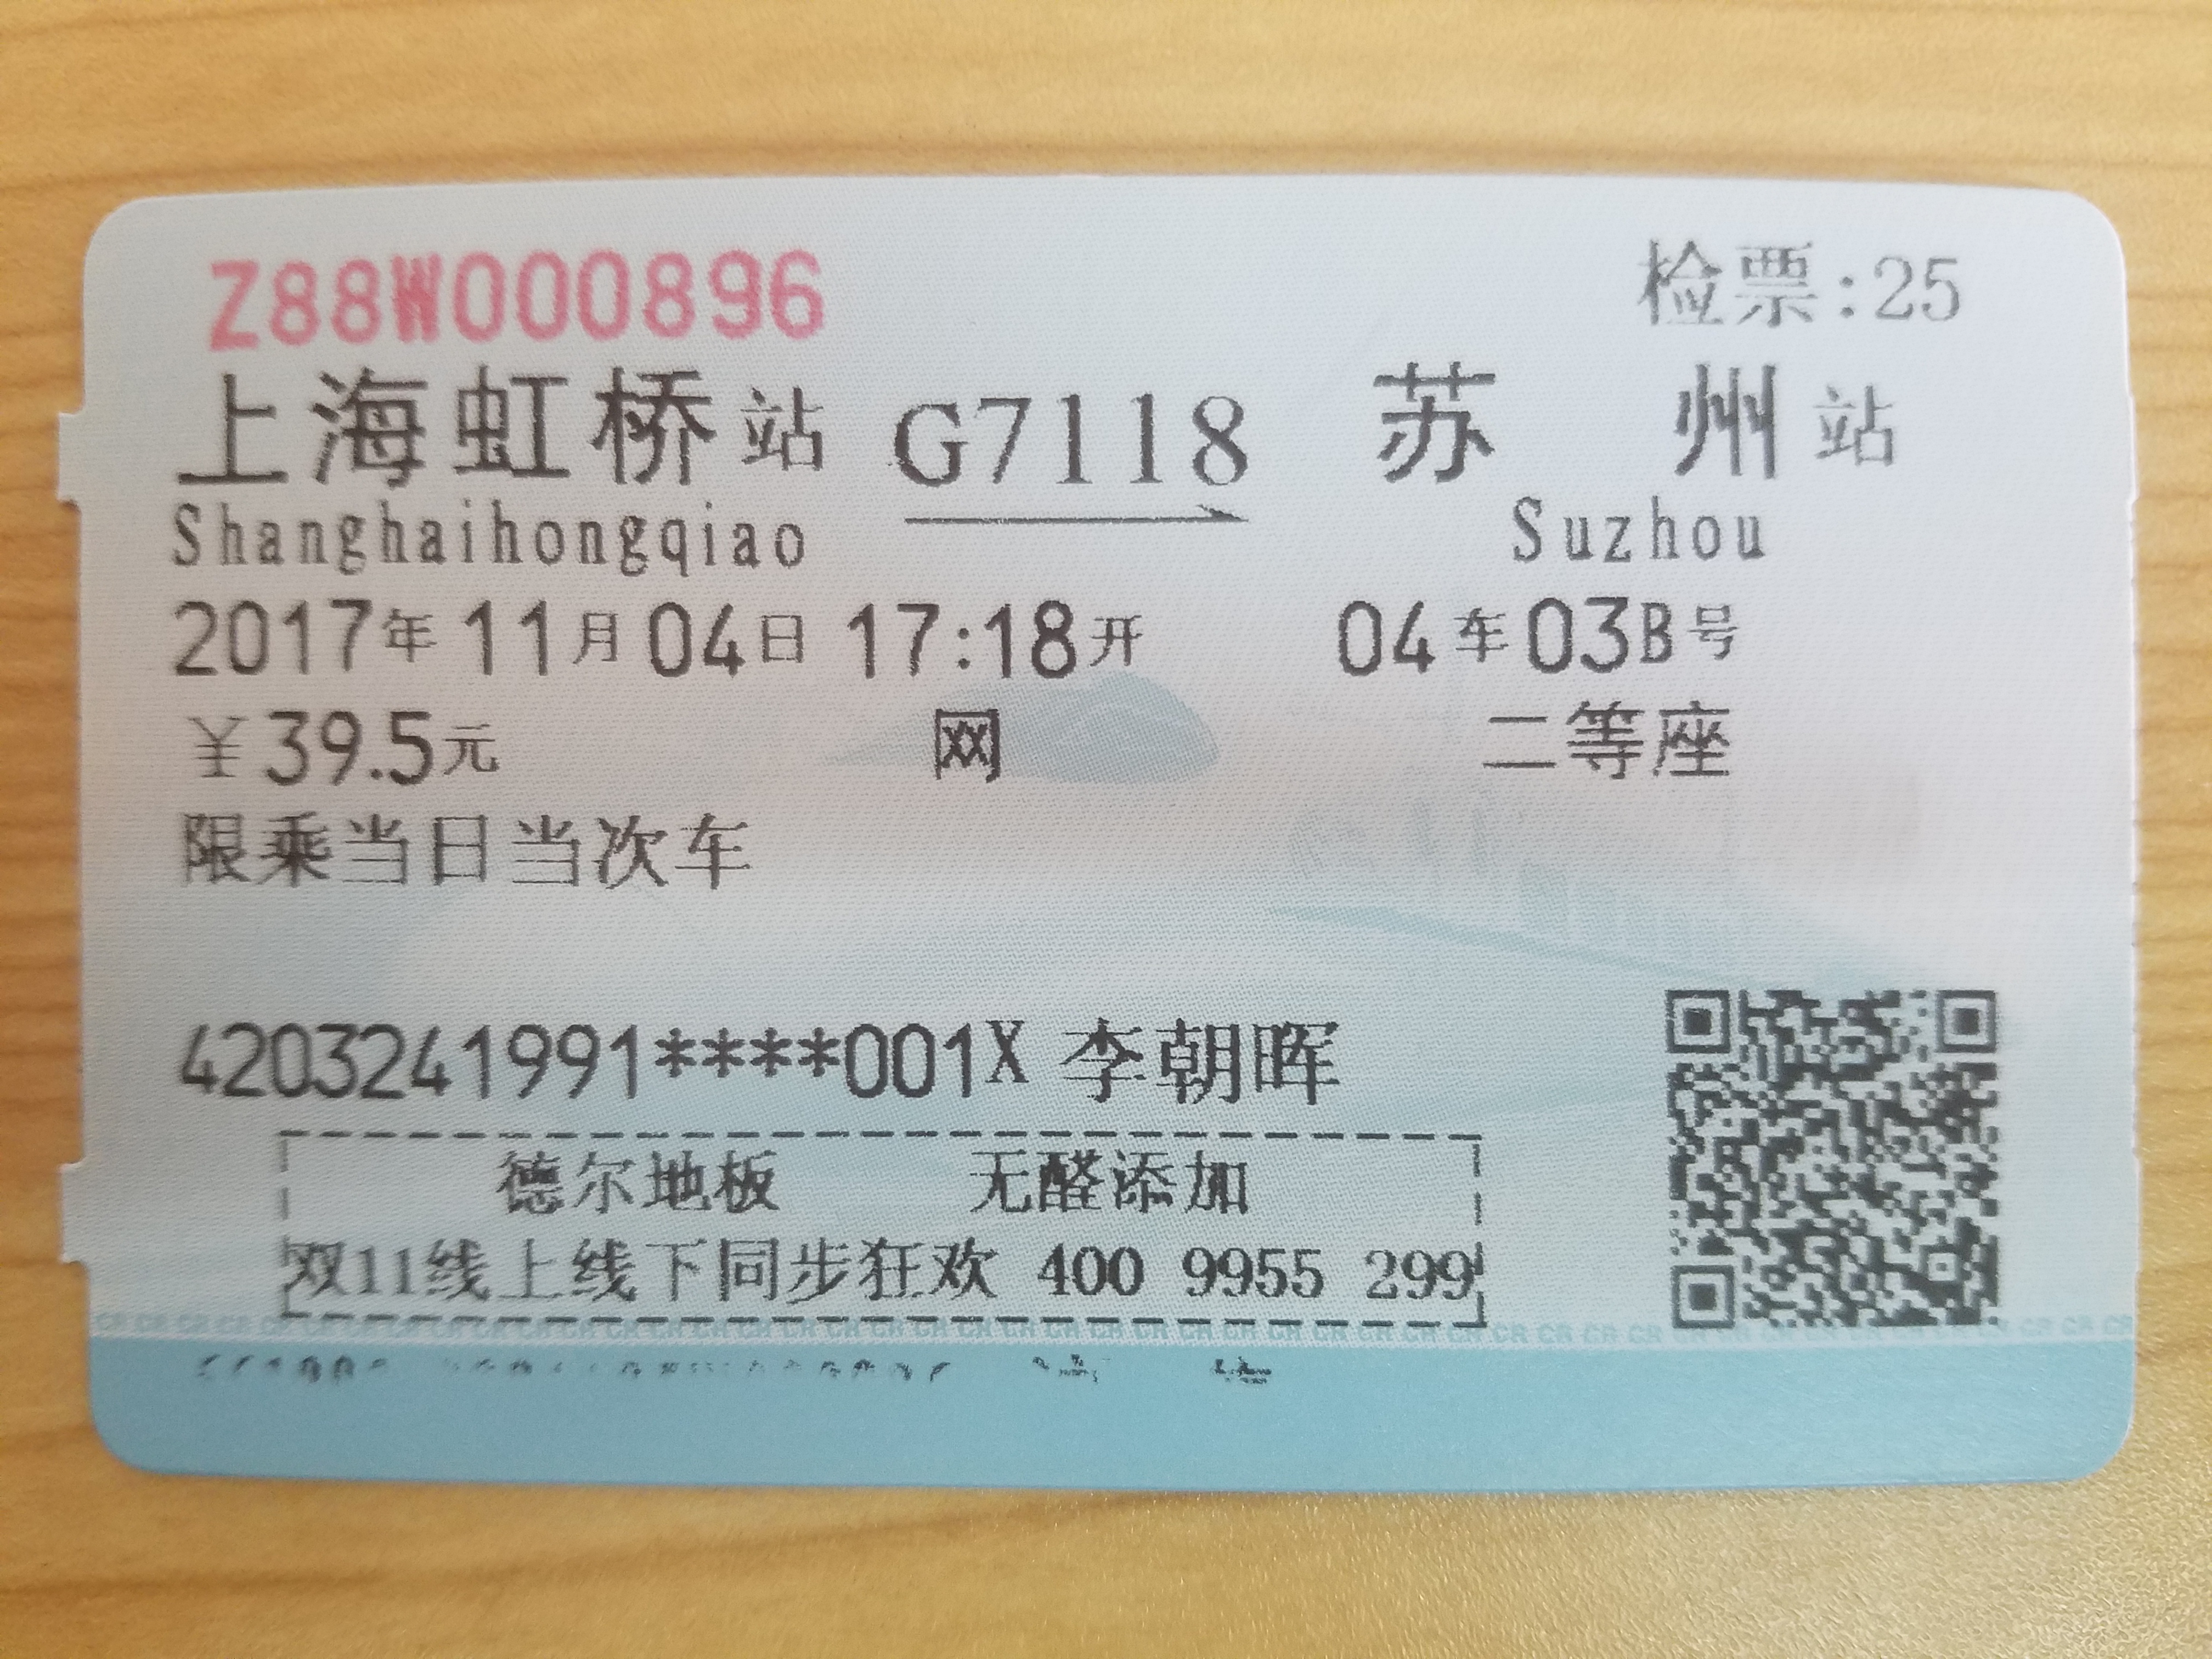 Z88W000896 检票:25
上海虹桥站 G7118 苏州站
Shanghaihongqiao Suzhou
2017年11月04日 17:18开 04车03B号
￥39.5元 网 二等座
限乘当日当次车
4203241991****001X 李朝晖
德尔地板 无醛添加
双11线上线下同步狂欢 400 9955 299